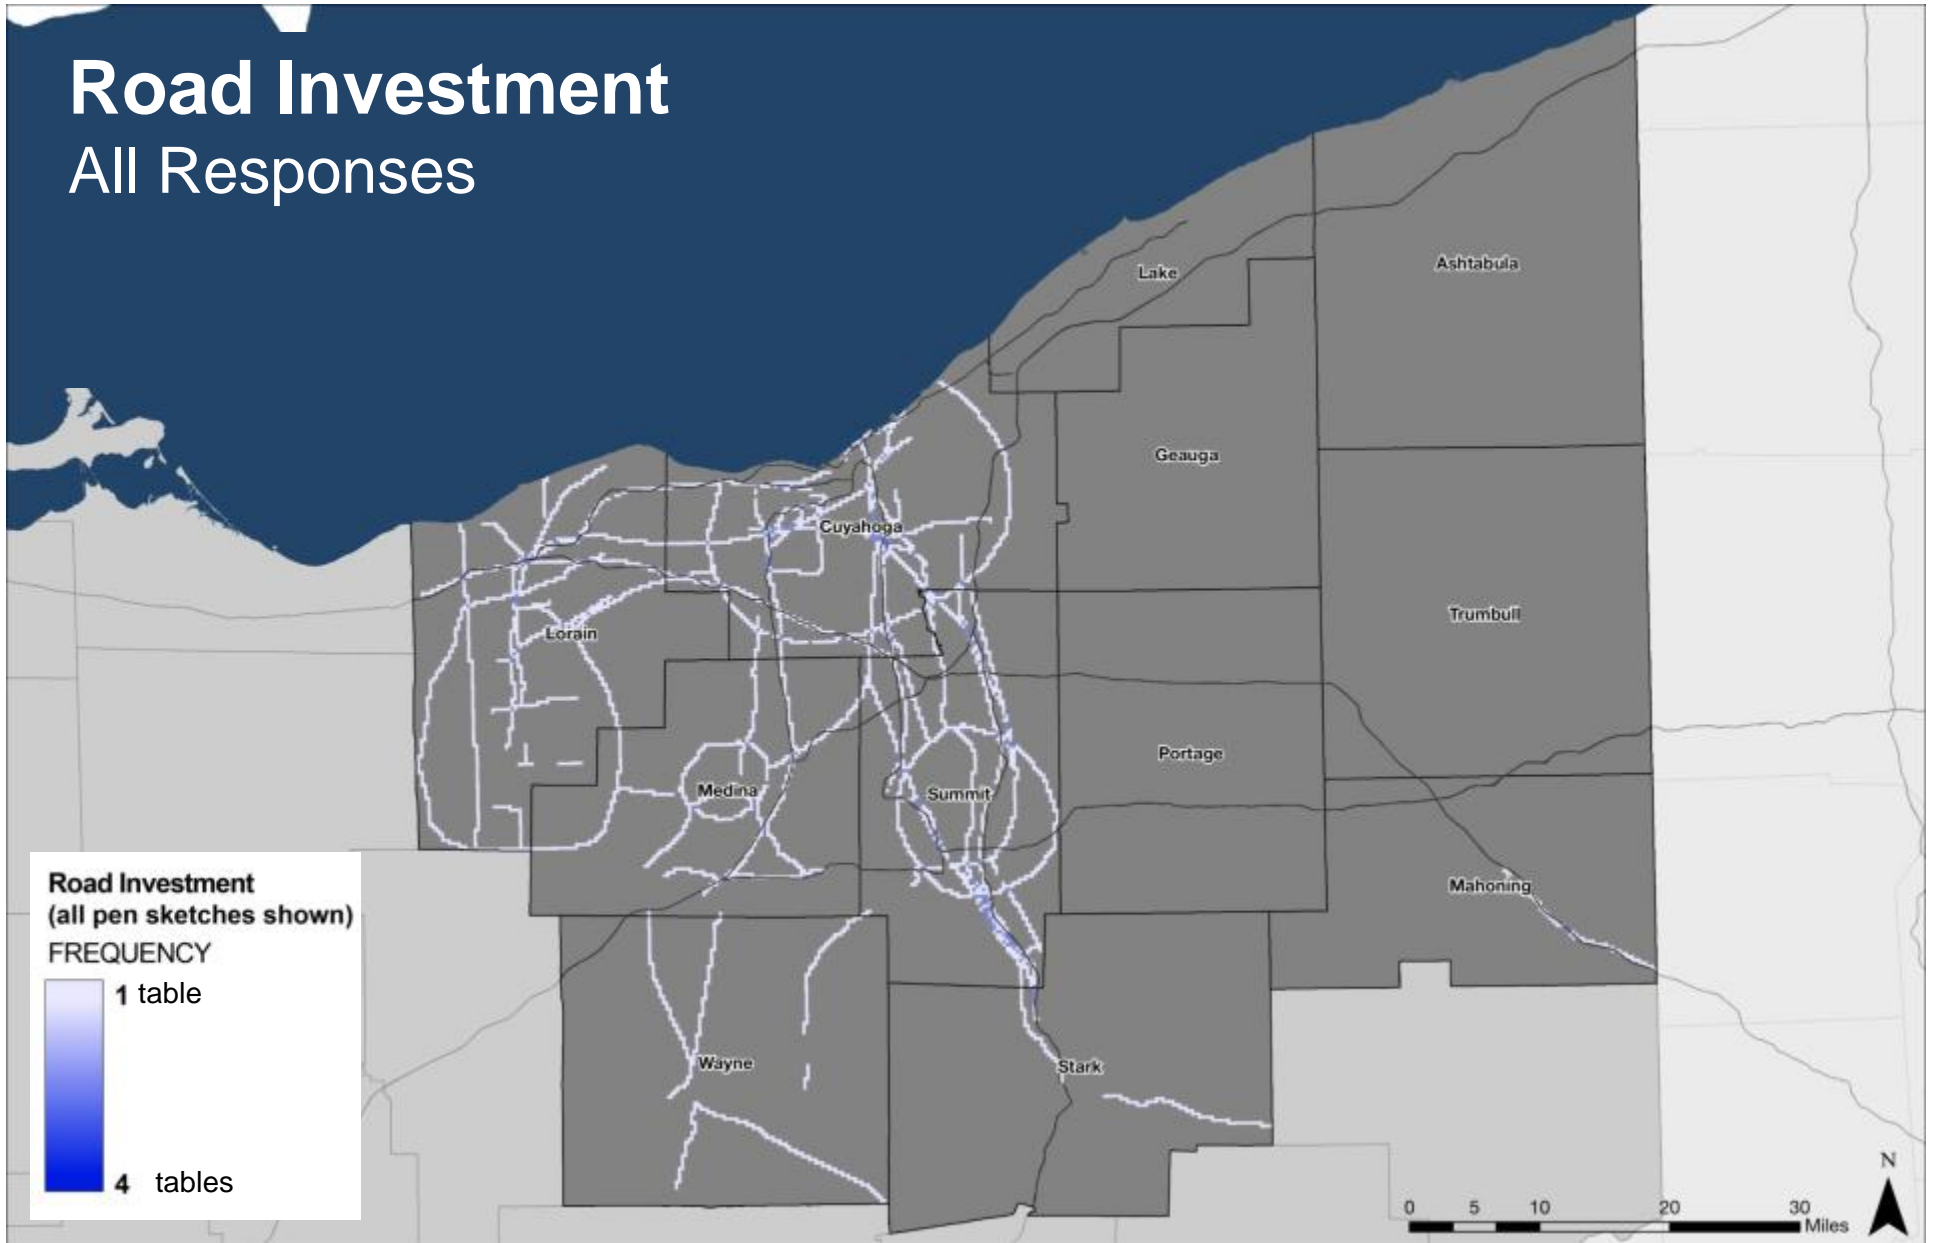 Road Investment
All Responses
Lake
Ashtabula
Geauga
Cuyahoga
Trumbull
Lorain
Portage
Medina
Summit
Mahoning
Wayne
Stark
Road Investment
(all pen sketches shown)
FREQUENCY
1 table
4 tables
N
0 5 10 20 30
Miles